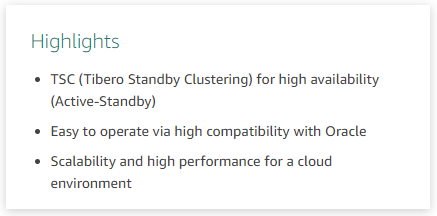 Highlights
TSC (Tibero Standby Clustering) for high availability
(Active-Standby)
Easy to operate via high compatibility with Oracle
Scalability and high performance for a cloud
environment